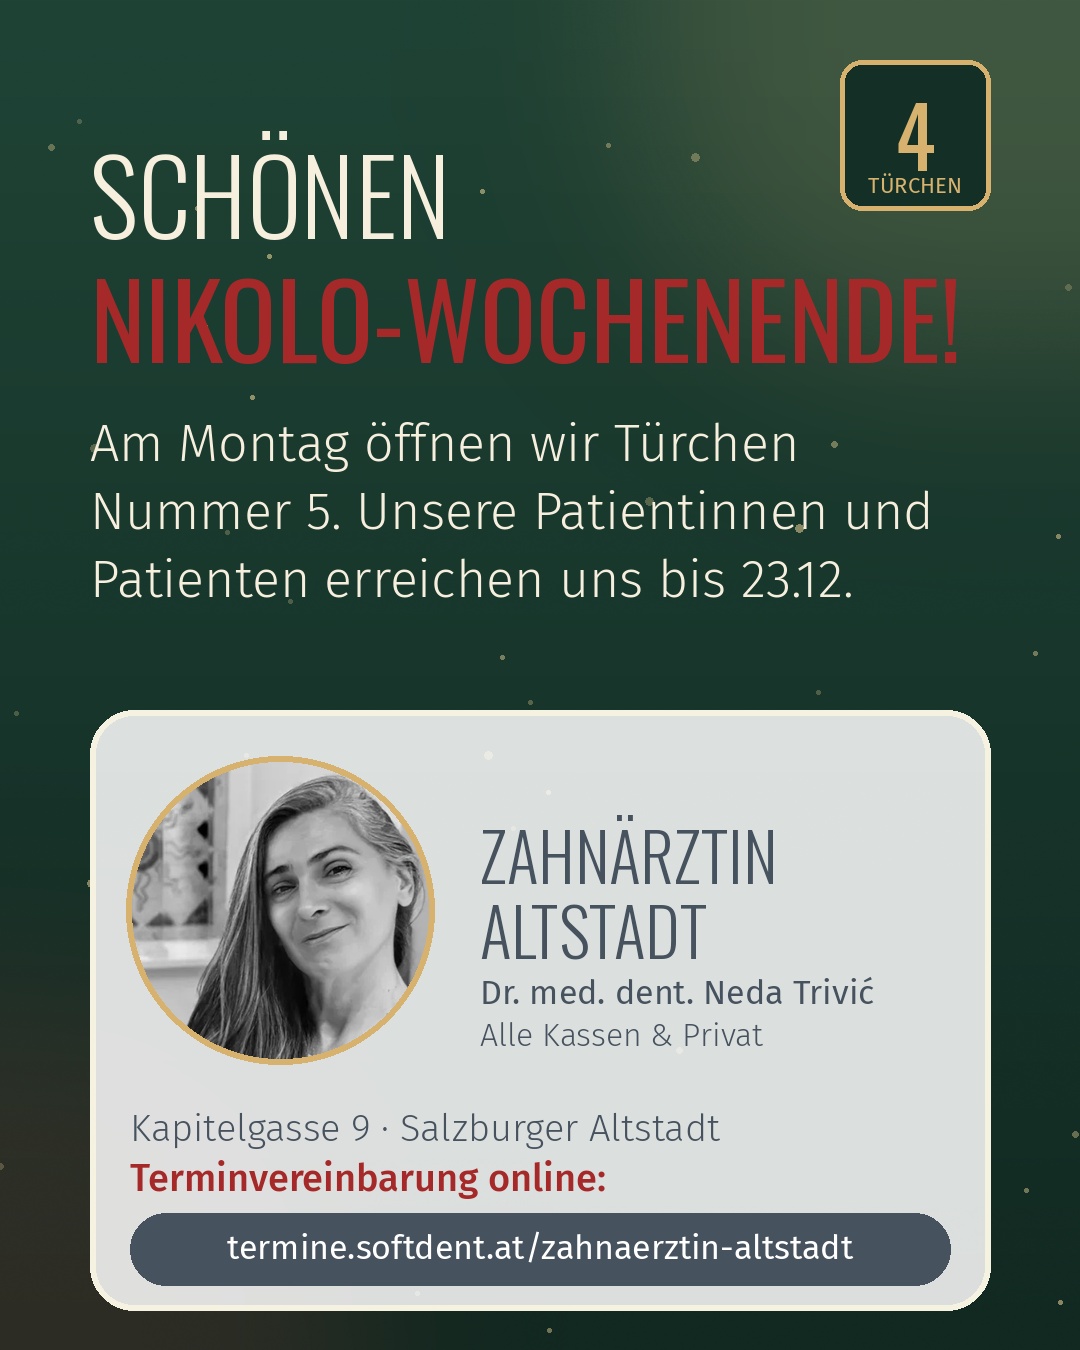 4
TÜRCHEN
SCHÖNEN
NIKOLO-WOCHENENDE!
Am Montag öffnen wir Türchen
Nummer 5. Unsere Patientinnen und
Patienten erreichen uns bis 23.12.
ZAHNÄRZTIN
ALTSTADT
Dr. med. dent. Neda Trivić
Alle Kassen & Privat
Kapitelgasse 9 · Salzburger Altstadt
Terminvereinbarung online:
termine.softdent.at/zahnaerztin-altstadt